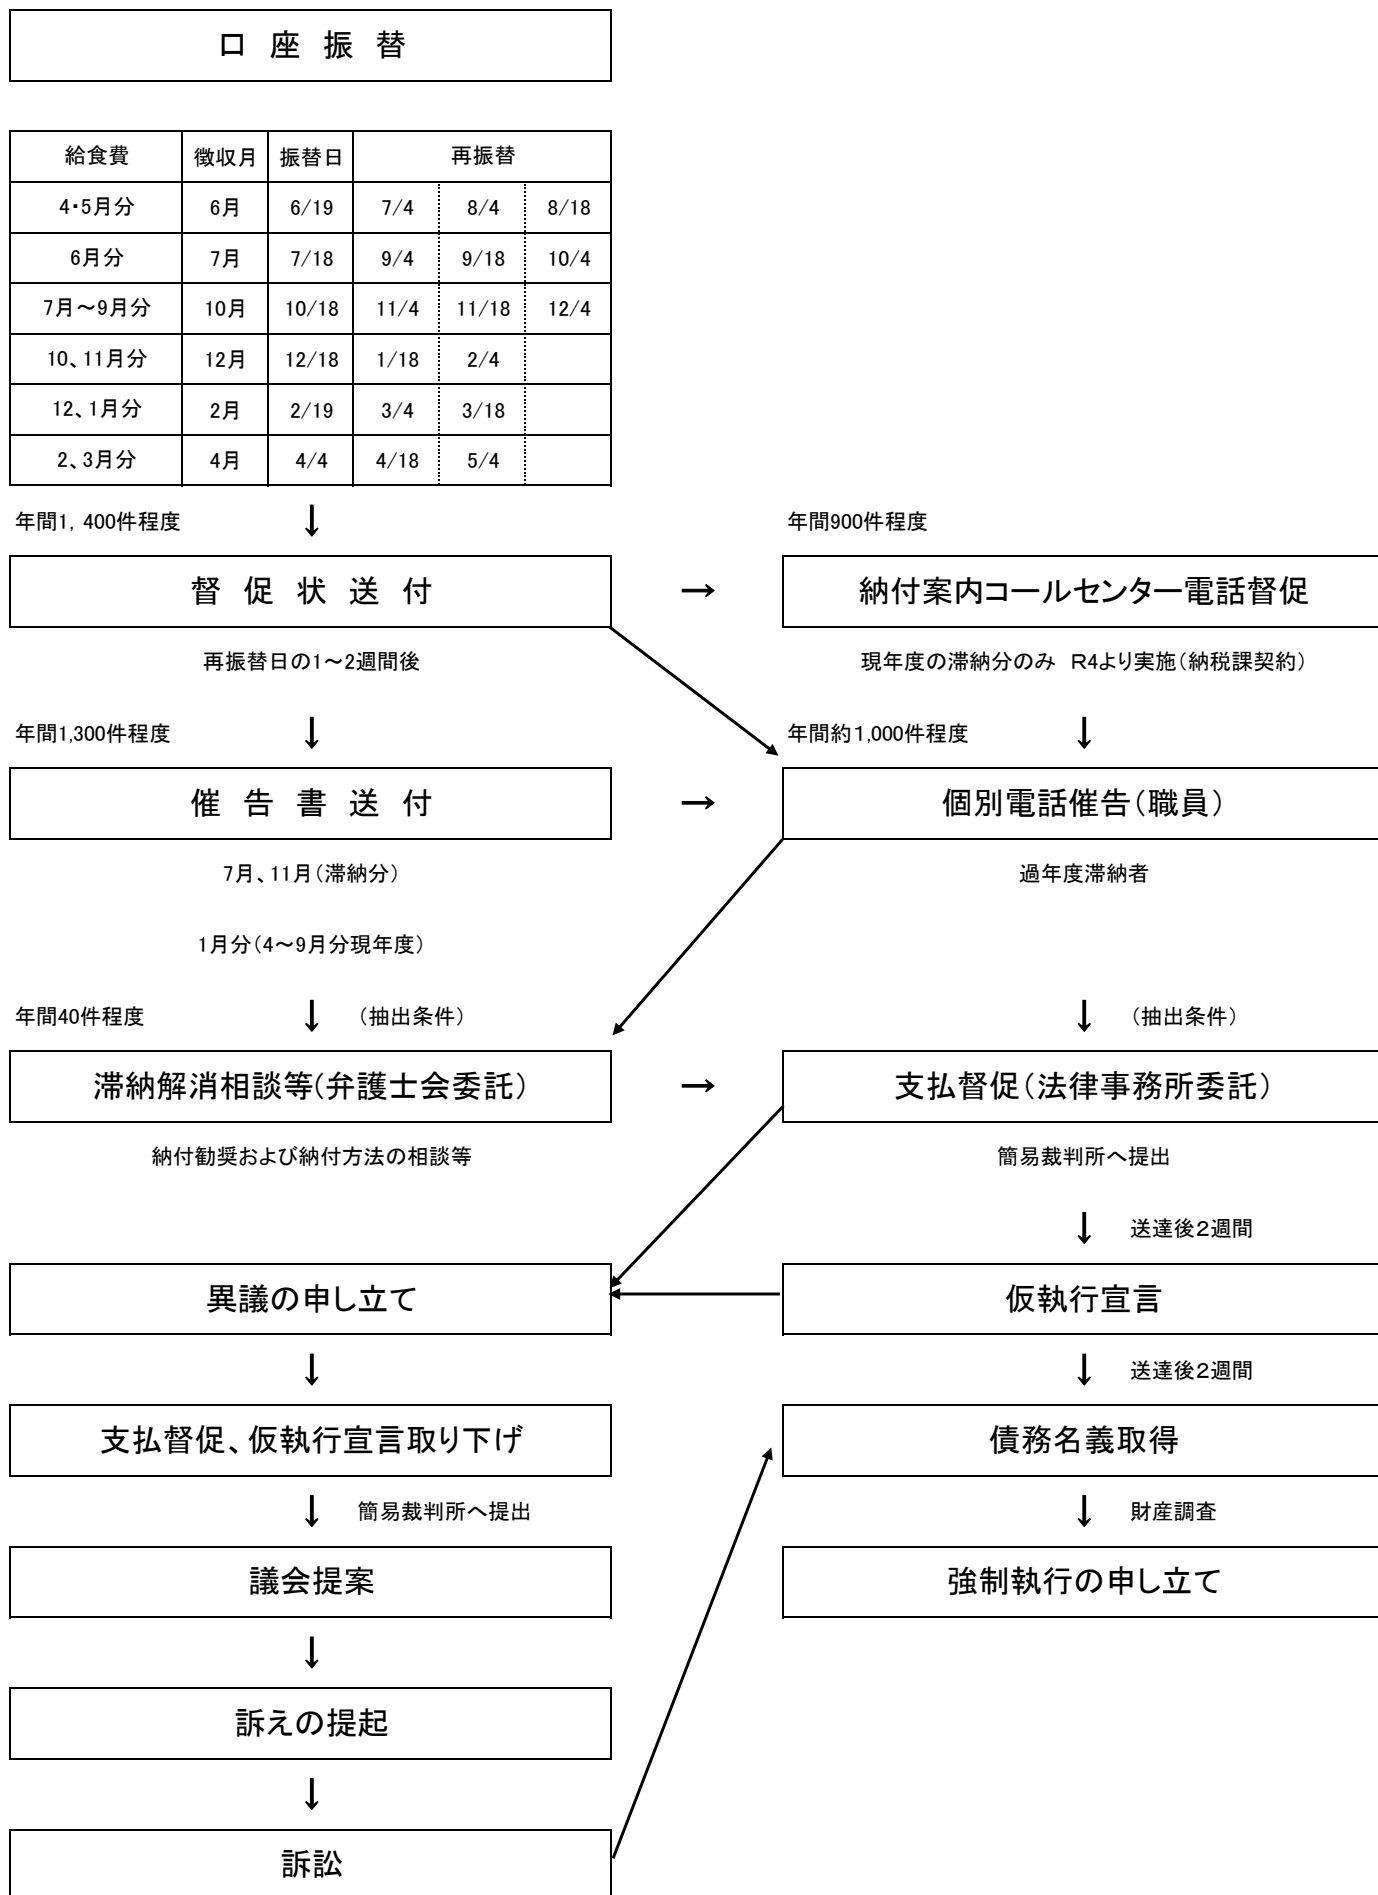 口 座 振 替
給食費 徴収月 振替日 再振替
4・5月分 6月 6/19 7/4 8/4 8/18
6月分 7月 7/18 9/4 9/18 10/4
7月～9月分 10月 10/18 11/4 11/18 12/4
10、11月分 12月 12/18 1/18 2/4
12、1月分 2月 2/19 3/4 3/18
2、3月分 4月 4/4 4/18 5/4
年間1，400件程度 ↓ 年間900件程度
督 促 状 送 付 → 納付案内コールセンター電話督促
再振替日の1～2週間後 現年度の滞納分のみ　R4より実施（納税課契約）
年間1,300件程度 ↓ 年間約１,000件程度 ↓
催 告 書 送 付 → 個別電話催告（職員）
7月、11月（滞納分） 過年度滞納者
1月分（4～9月分現年度）
年間40件程度 ↓ （抽出条件） ↓ （抽出条件）
滞納解消相談等（弁護士会委託） → 支払督促（法律事務所委託）
納付勧奨および納付方法の相談等 簡易裁判所へ提出
↓ 送達後２週間
異議の申し立て 仮執行宣言
↓ ↓ 送達後２週間
支払督促、仮執行宣言取り下げ 債務名義取得
↓ 簡易裁判所へ提出 ↓ 財産調査
議会提案 強制執行の申し立て
↓
訴えの提起
↓
訴訟